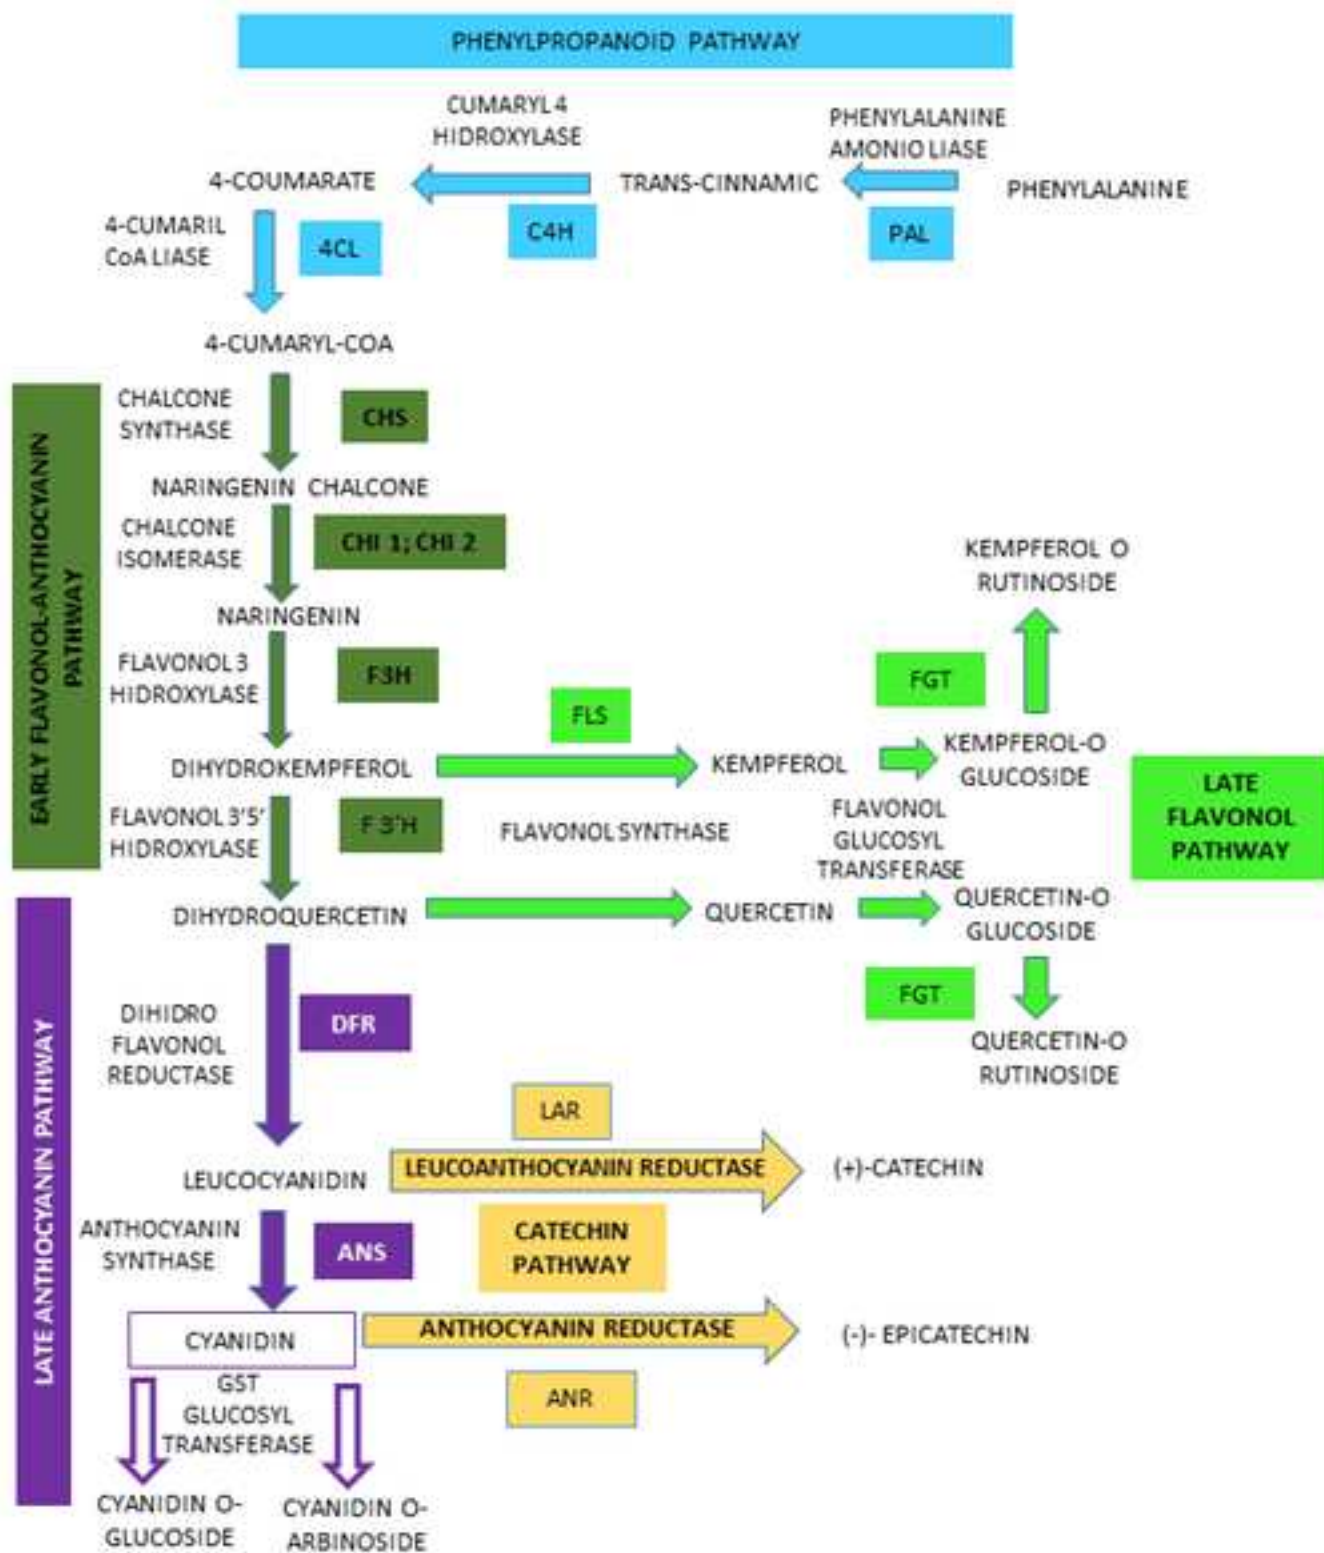 PHENYLPROPANOID PATHWAY
CUMARYL 4
HIDROXYLASE
PHENYLALANINE
AMONIO LIASE
4-COUMARATE
TRANS-CINNAMIC
PHENYLALANINE
4-CUMARIL
CoA LIASE
4CL
C4H
PAL
4-CUMARYL-COA
EARLY FLAVONOL-ANTHOCYANIN
PATHWAY
CHALCONE
SYNTHASE
CHS
NARINGENIN CHALCONE
CHALCONE
ISOMERASE
CHI 1; CHI 2
NARINGENIN
FLAVONOL 3
HIDROXYLASE
F3H
FLS
FGT
KEMPFEROL O
RUTINOSIDE
DIHYDROKEMPFEROL
KEMPFEROL
KEMPFEROL-O
GLUCOSIDE
FLAVONOL 3'5'
HIDROXYLASE
F 3'H
FLAVONOL SYNTHASE
FLAVONOL
GLUCOSYL
TRANSFERASE
LATE
FLAVONOL
PATHWAY
DIHYDROQUERCETIN
QUERCETIN
QUERCETIN-O
GLUCOSIDE
FGT
QUERCETIN-O
RUTINOSIDE
LATE ANTHOCYANIN PATHWAY
DIHIDRO
FLAVONOL
REDUCTASE
DFR
LAR
LEUCOCYANIDIN
LEUCOANTHOCYANIN REDUCTASE
(+)-CATECHIN
ANTHOCYANIN
SYNTHASE
ANS
CATECHIN
PATHWAY
CYANIDIN
ANTHOCYANIN REDUCTASE
(-)- EPICATECHIN
ANR
GST
GLUCOSYL
TRANSFERASE
CYANIDIN O-
GLUCOSIDE
CYANIDIN O-
ARBINOSIDE